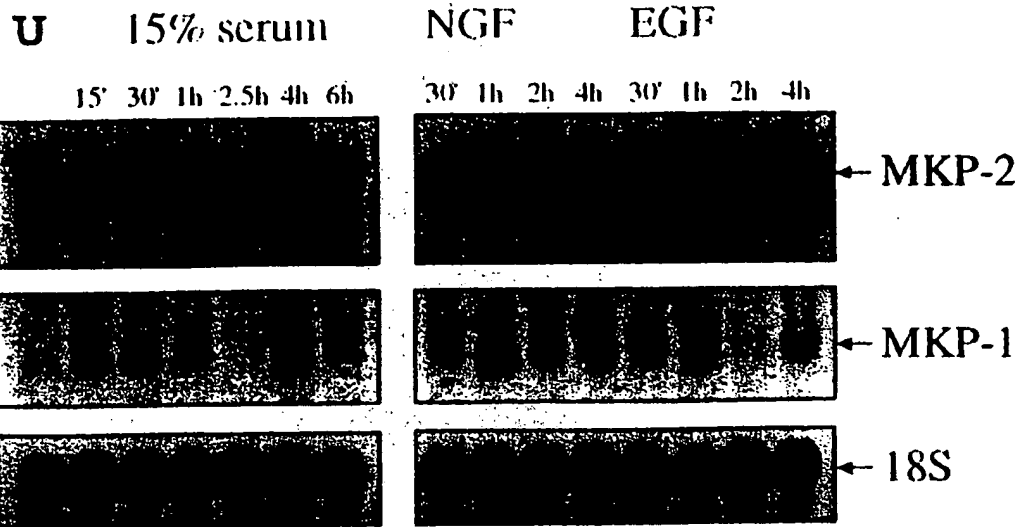 U 15% serum NGF EGF
15' 30' 1h 2.5h 4h 6h 30' 1h 2h 4h 30' 1h 2h 4h
MKP-2
MKP-1
18S